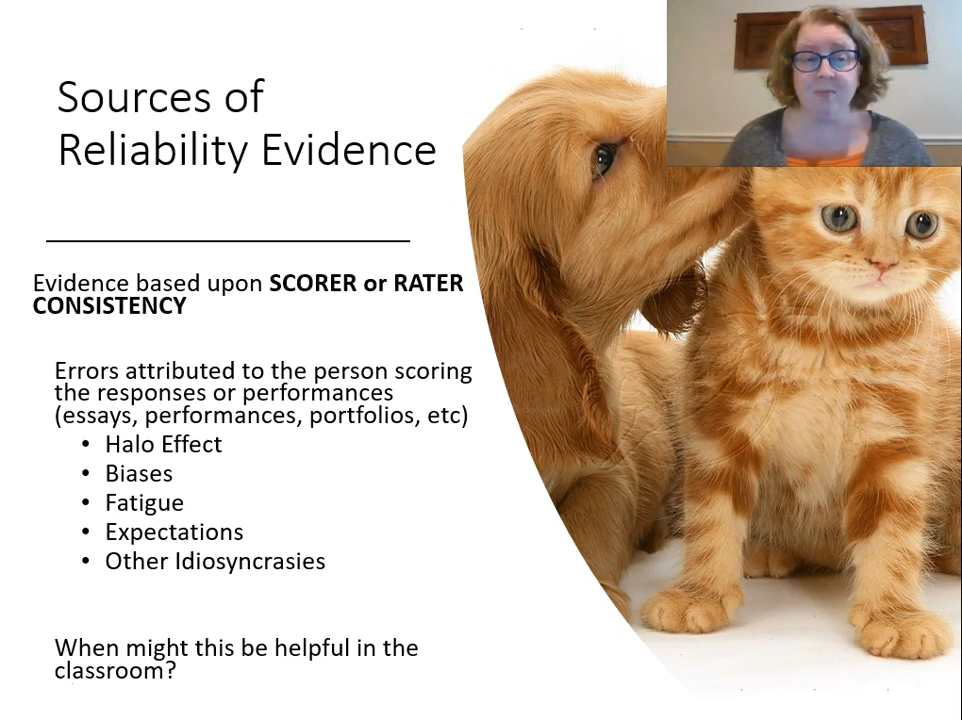 Sources of
Reliability Evidence
Evidence based upon SCORER or RATER
CONSISTENCY
Errors attributed to the person scoring
the responses or performances
(essays, performances, portfolios, etc)
• Halo Effect
• Biases
• Fatigue
• Expectations
• Other Idiosyncrasies
When might this be helpful in the
classroom?